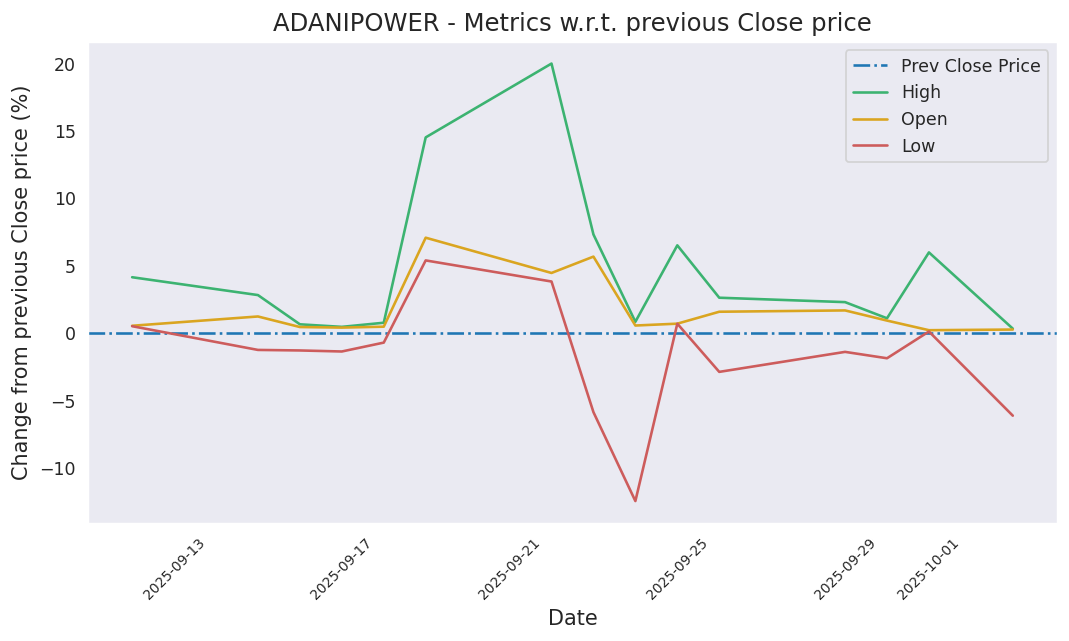 ADANIPOWER - Metrics w.r.t. previous Close price
Change from previous Close price (%)
20
15
10
5
0
−5
−10
Prev Close Price
High
Open
Low
2025-09-13
2025-09-17
2025-09-21
2025-09-25
2025-09-29
2025-10-01
Date